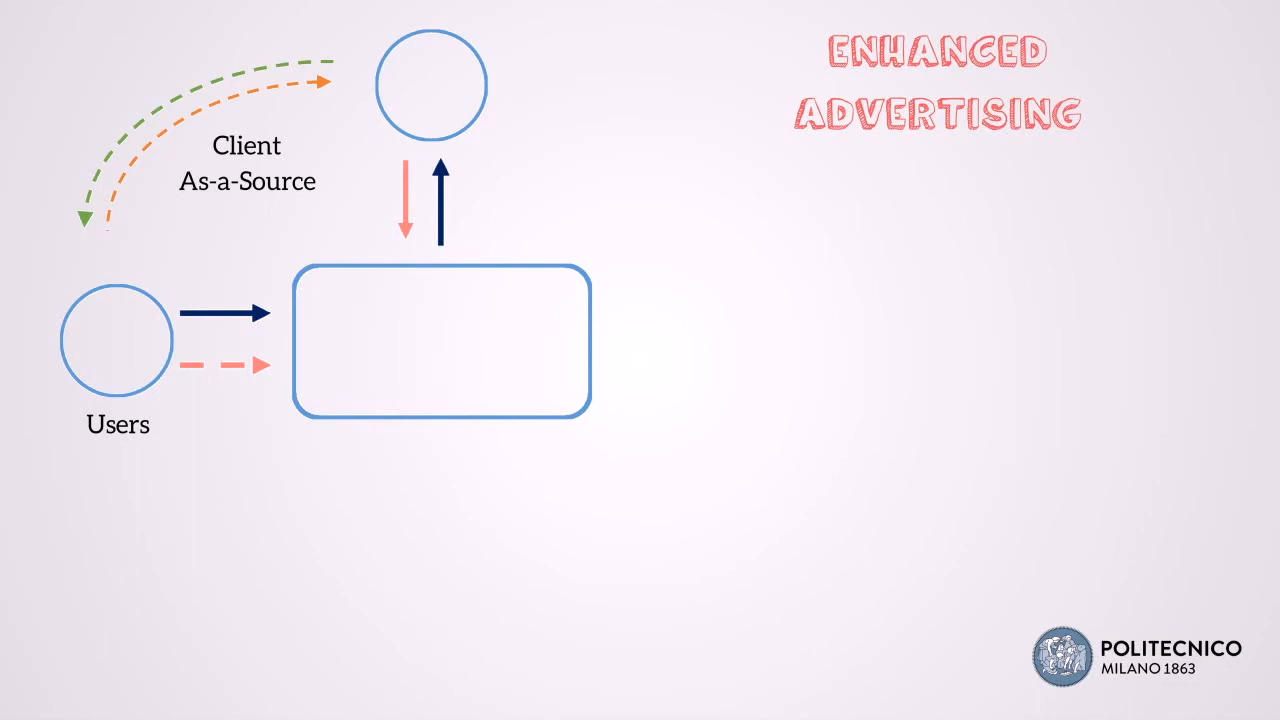 ENHANCED
ADVERTISING
Client
As-a-Source
Users
POLITECNICO
MILANO 1863